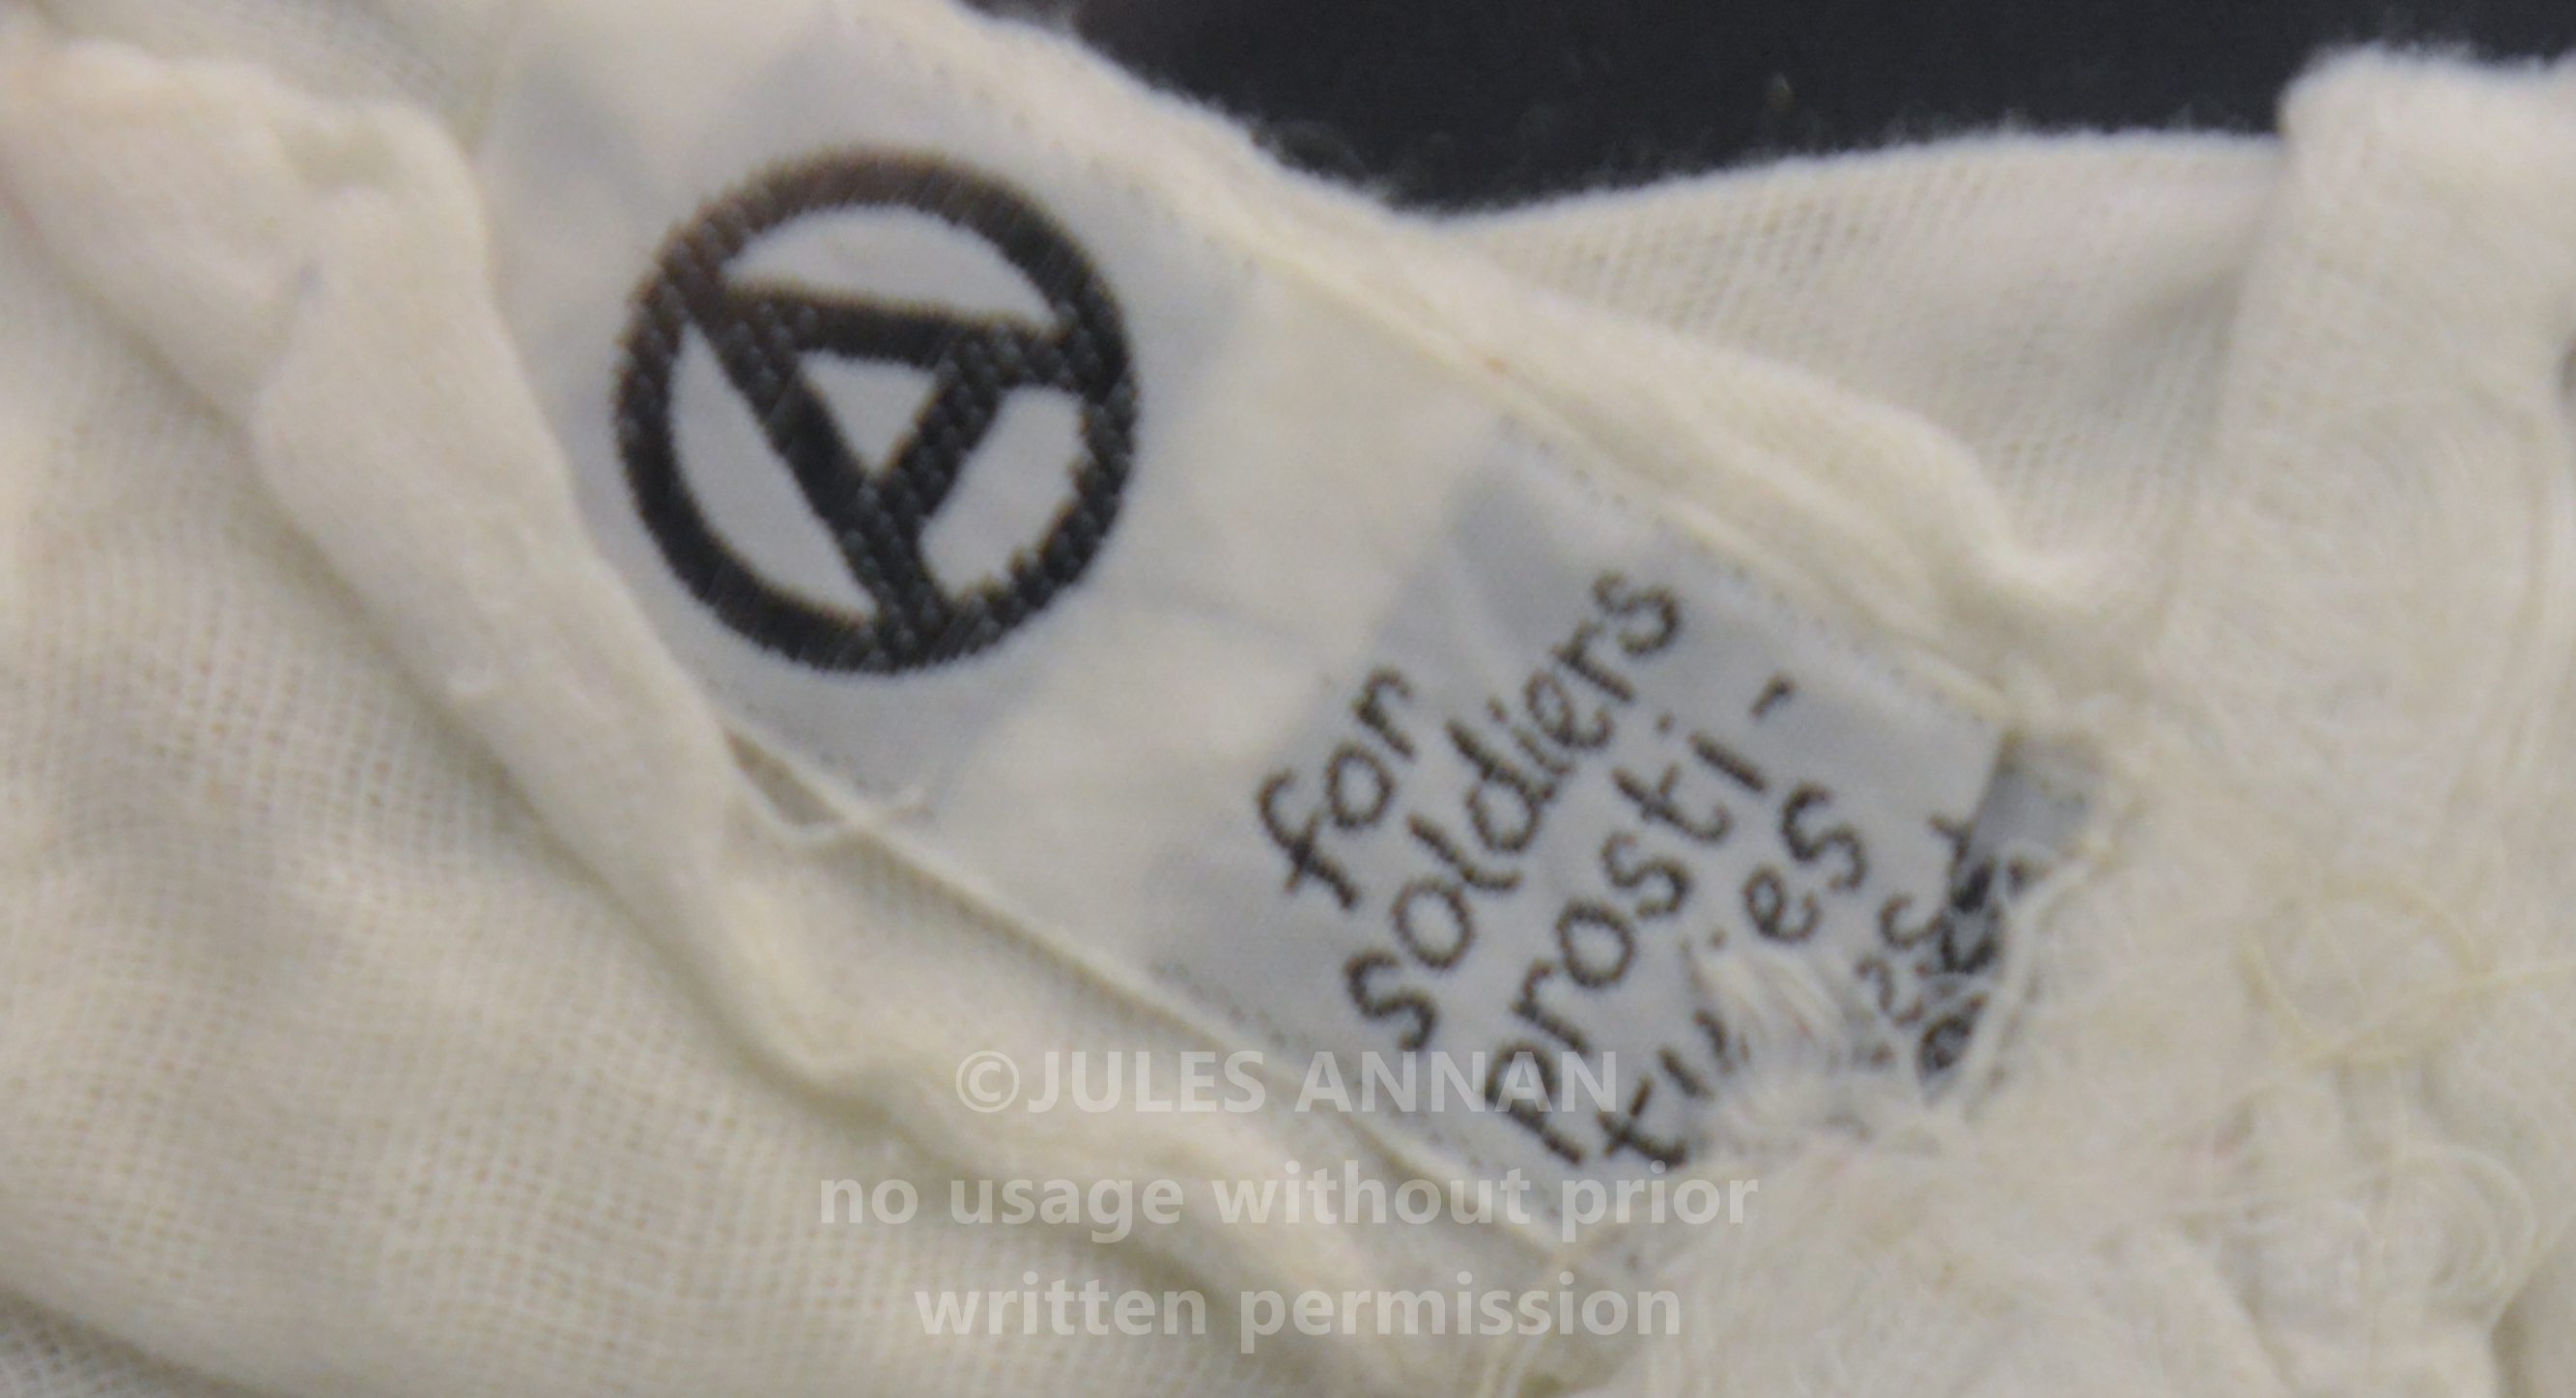 A
for
soldiers
prosti-
©JULES ANNAN
no usage without prior
written permission